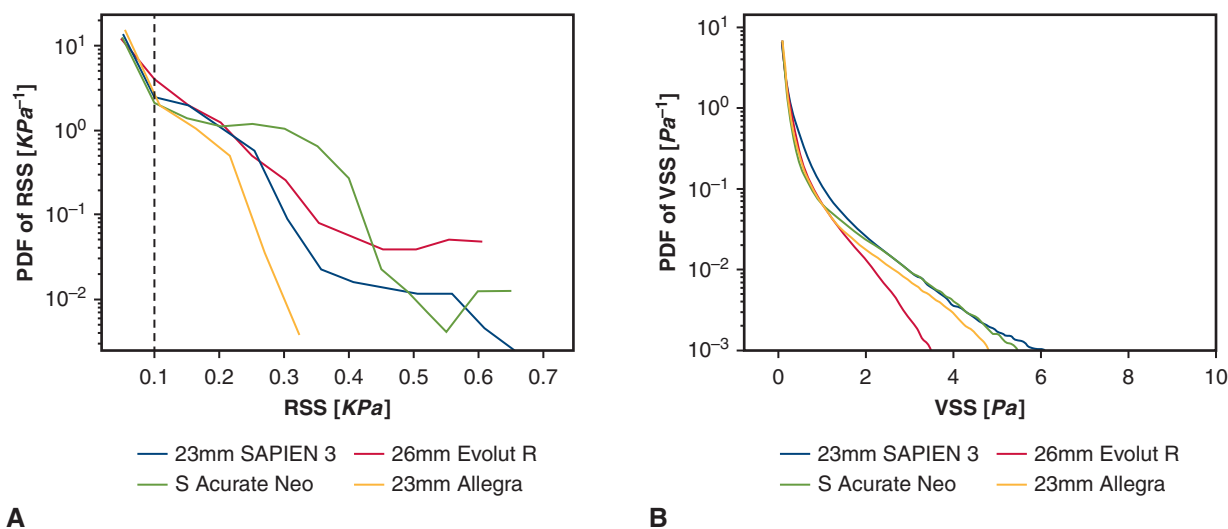 PDF of RSS [KPa⁻¹]
10¹
10⁰
10⁻¹
10⁻²
0.1 0.2 0.3 0.4 0.5 0.6 0.7
RSS [KPa]
23mm SAPIEN 3 26mm Evolut R
S Acurate Neo 23mm Allegra
A
PDF of VSS [Pa⁻¹]
10¹
10⁰
10⁻¹
10⁻²
10⁻³
0 2 4 6 8 10
VSS [Pa]
23mm SAPIEN 3 26mm Evolut R
S Acurate Neo 23mm Allegra
B